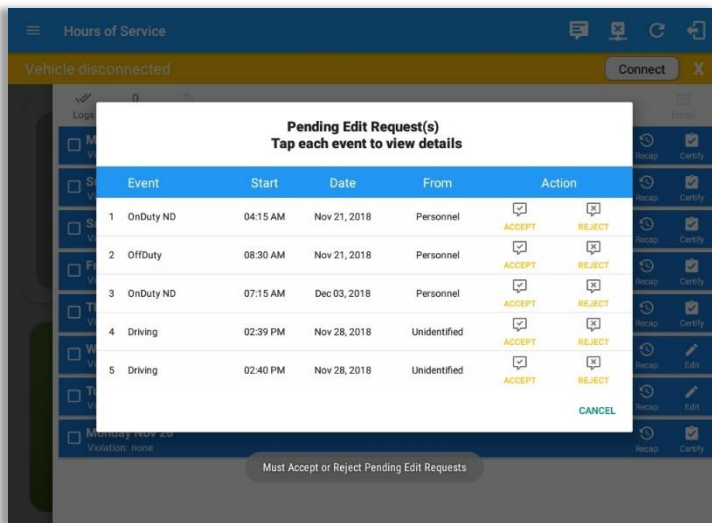 Hours of Service
Vehicle disconnected
Connect X
Logs 0 Email
Pending Edit Request(s)
Tap each event to view details
Event Start Date From Action
1 OnDuty ND 04:15 AM Nov 21, 2018 Personnel ACCEPT REJECT
2 OffDuty 08:30 AM Nov 21, 2018 Personnel ACCEPT REJECT
3 OnDuty ND 07:15 AM Dec 03, 2018 Personnel ACCEPT REJECT
4 Driving 02:39 PM Nov 28, 2018 Unidentified ACCEPT REJECT
5 Driving 02:40 PM Nov 28, 2018 Unidentified ACCEPT REJECT
CANCEL
Recap Certify
Recap Certify
Recap Certify
Recap Certify
Recap Certify
Recap Edit
Recap Edit
Monday Nov 26
Violation: none
Recap Certify
Must Accept or Reject Pending Edit Requests